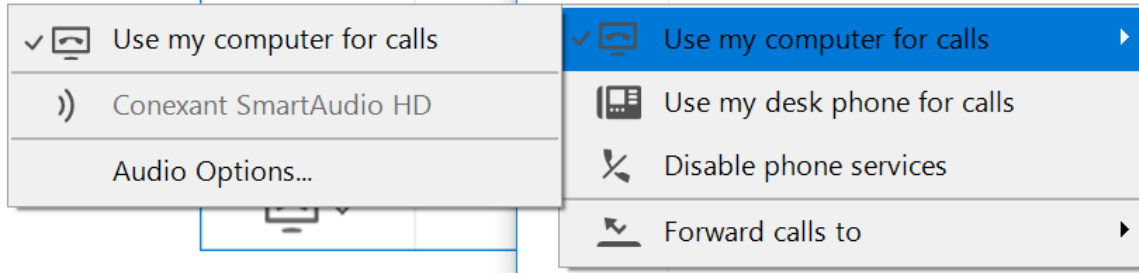 Use my computer for calls
Conexant SmartAudio HD
Audio Options...
Use my computer for calls
Use my desk phone for calls
Disable phone services
Forward calls to